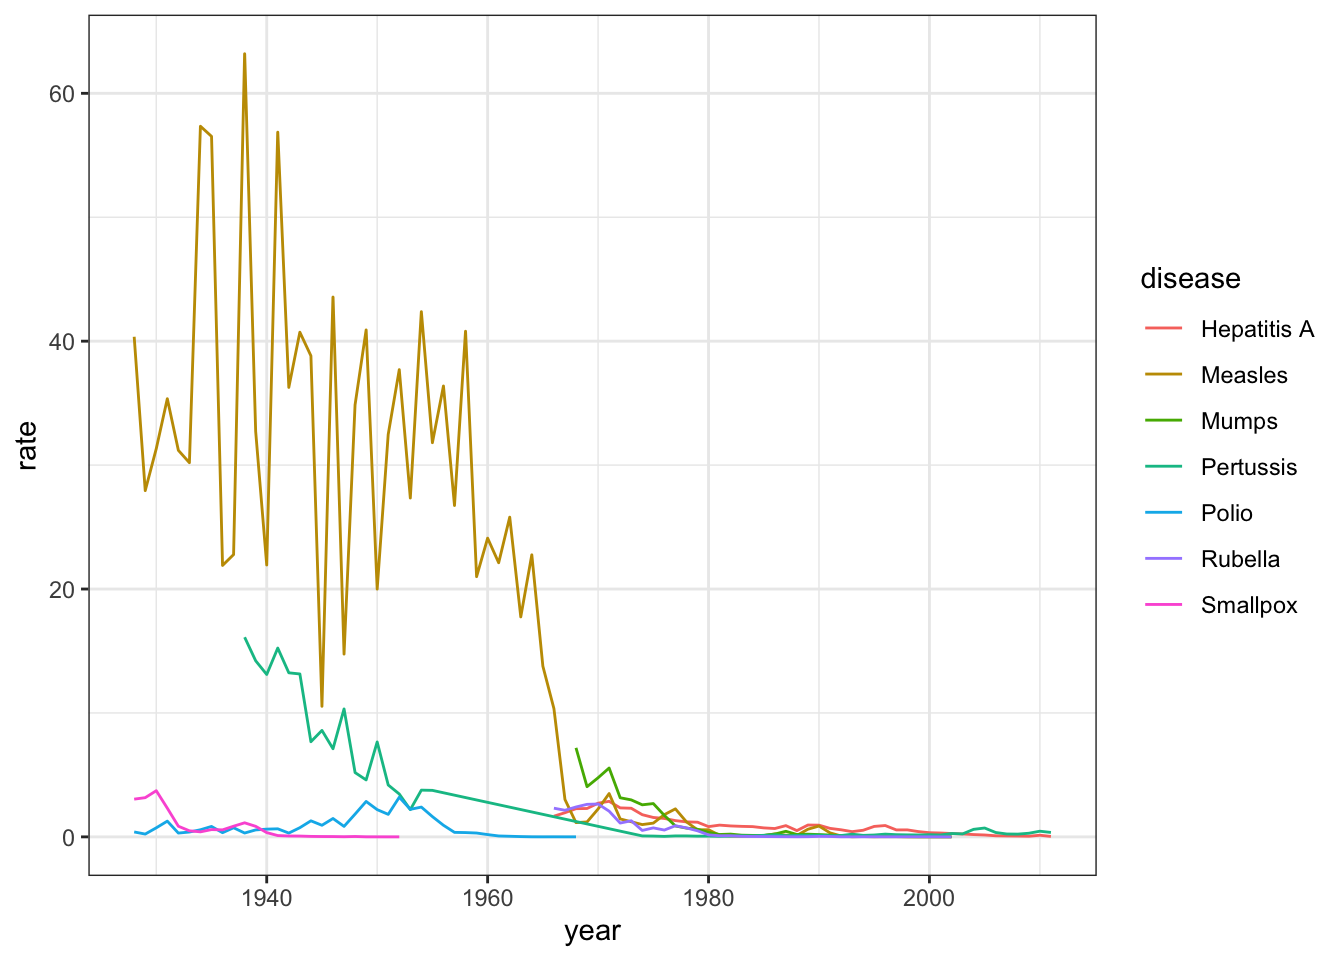 60
40
20
0
rate
1940
1960
1980
2000
year
disease
Hepatitis A
Measles
Mumps
Pertussis
Polio
Rubella
Smallpox